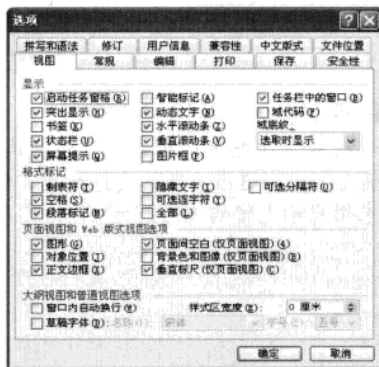 选项
拼写和语法 修订 用户信息 兼容性 中文版式 文件位置
视图 常规 编辑 打印 保存 安全性
显示
启动任务窗格(R) 智能标记(A) 任务栏中的窗口(B)
突出显示(H) 动态文字(N) 域代码(F)
书签(K) 水平滚动条(Z) 域底纹:
状态栏(U) 垂直滚动条(V) 选取时显示
屏幕提示(Q) 图片框(P)
格式标记
制表符(T) 隐藏文字(I) 可选分隔符(O)
空格(S) 可选连字符(Y)
段落标记(M) 全部(L)
页面视图和 Web 版式视图选项
图形(G) 页面间空白(仅页面视图)(4)
对象位置(J) 背景色和图像(仅页面视图)(B)
正文边框(X) 垂直标尺(仅页面视图)(C)
大纲视图和普通视图选项
窗口内自动换行(W) 样式区宽度(E): 0 厘米
草稿字体(D): 名称 宋体 字号 五号
确定 取消